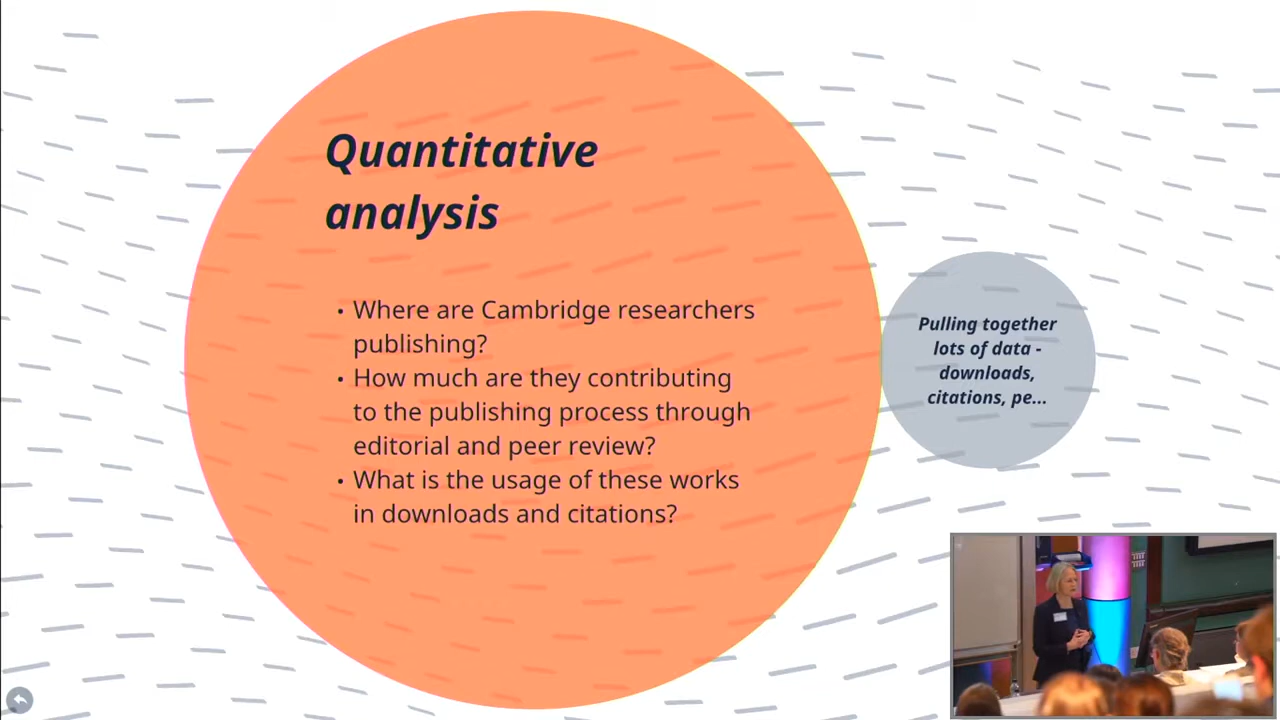 Quantitative
analysis
• Where are Cambridge researchers
publishing?
• How much are they contributing
to the publishing process through
editorial and peer review?
• What is the usage of these works
in downloads and citations?
Pulling together
lots of data -
downloads,
citations, pe...